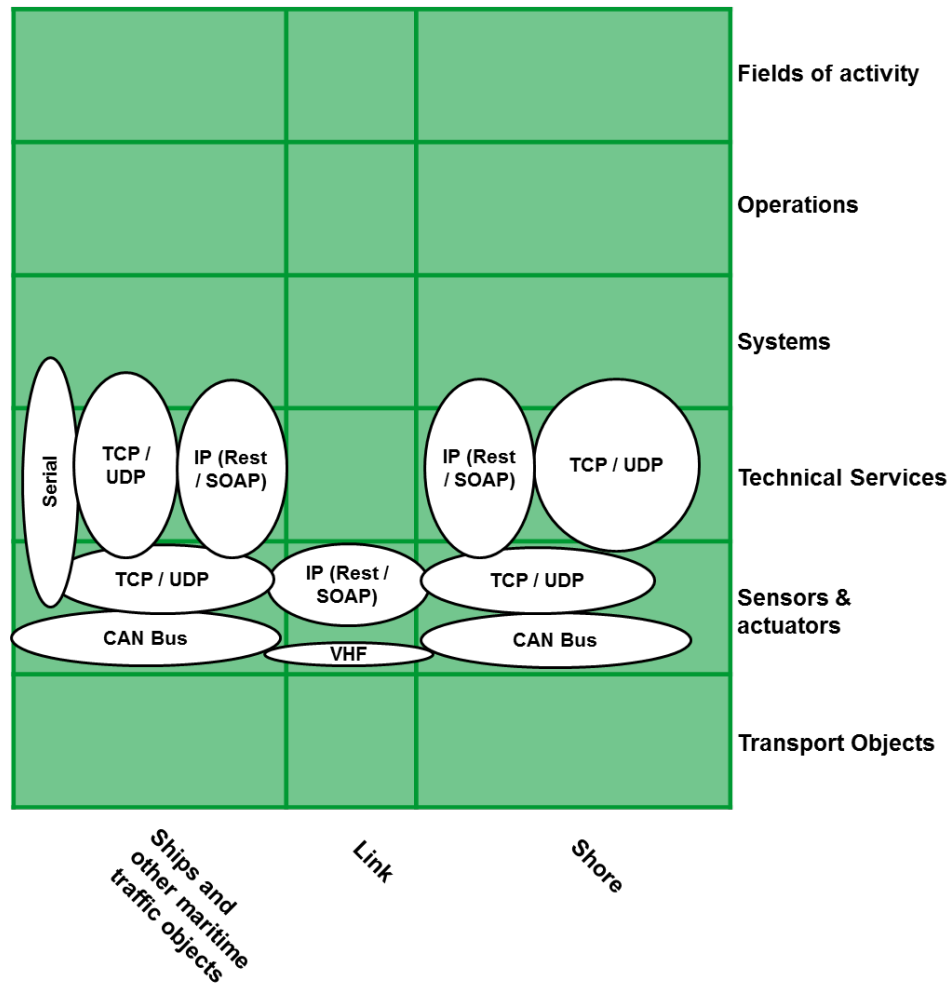 Fields of activity
Operations
Systems
Serial
TCP /
UDP
IP (Rest
/ SOAP)
IP (Rest
/ SOAP)
TCP / UDP
Technical Services
TCP / UDP
IP (Rest /
SOAP)
TCP / UDP
Sensors &
actuators
CAN Bus
VHF
CAN Bus
Transport Objects
Ships and
other maritime
traffic objects
Link
Shore